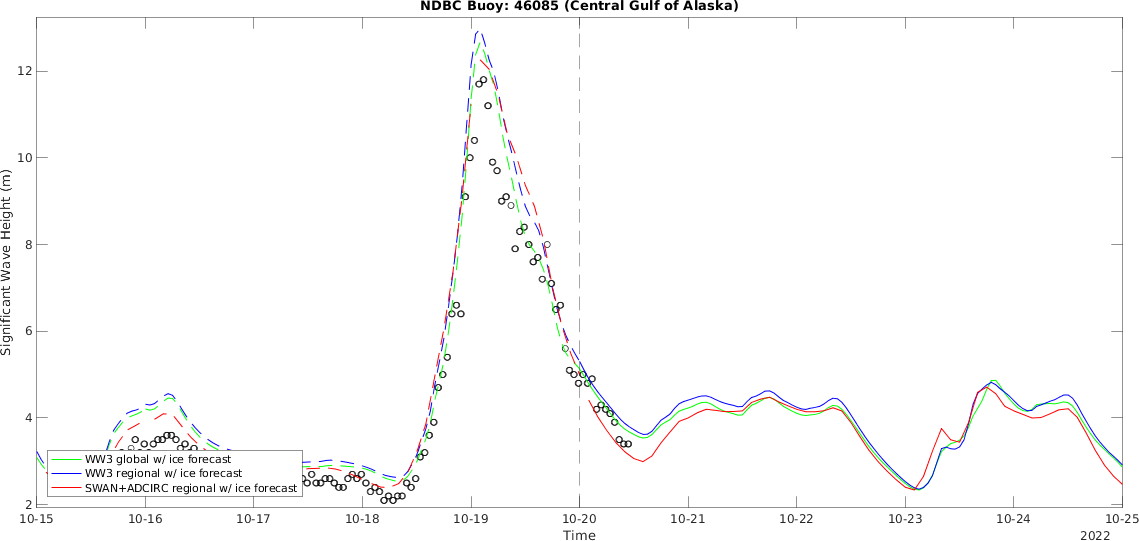 NDBC Buoy: 46085 (Central Gulf of Alaska)
Significant Wave Height (m)
12
10
8
6
4
2
WW3 global w/ ice forecast
WW3 regional w/ ice forecast
SWAN+ADCIRC regional w/ ice forecast
10-15 10-16 10-17 10-18 10-19 10-20 10-21 10-22 10-23 10-24 10-25
Time
2022